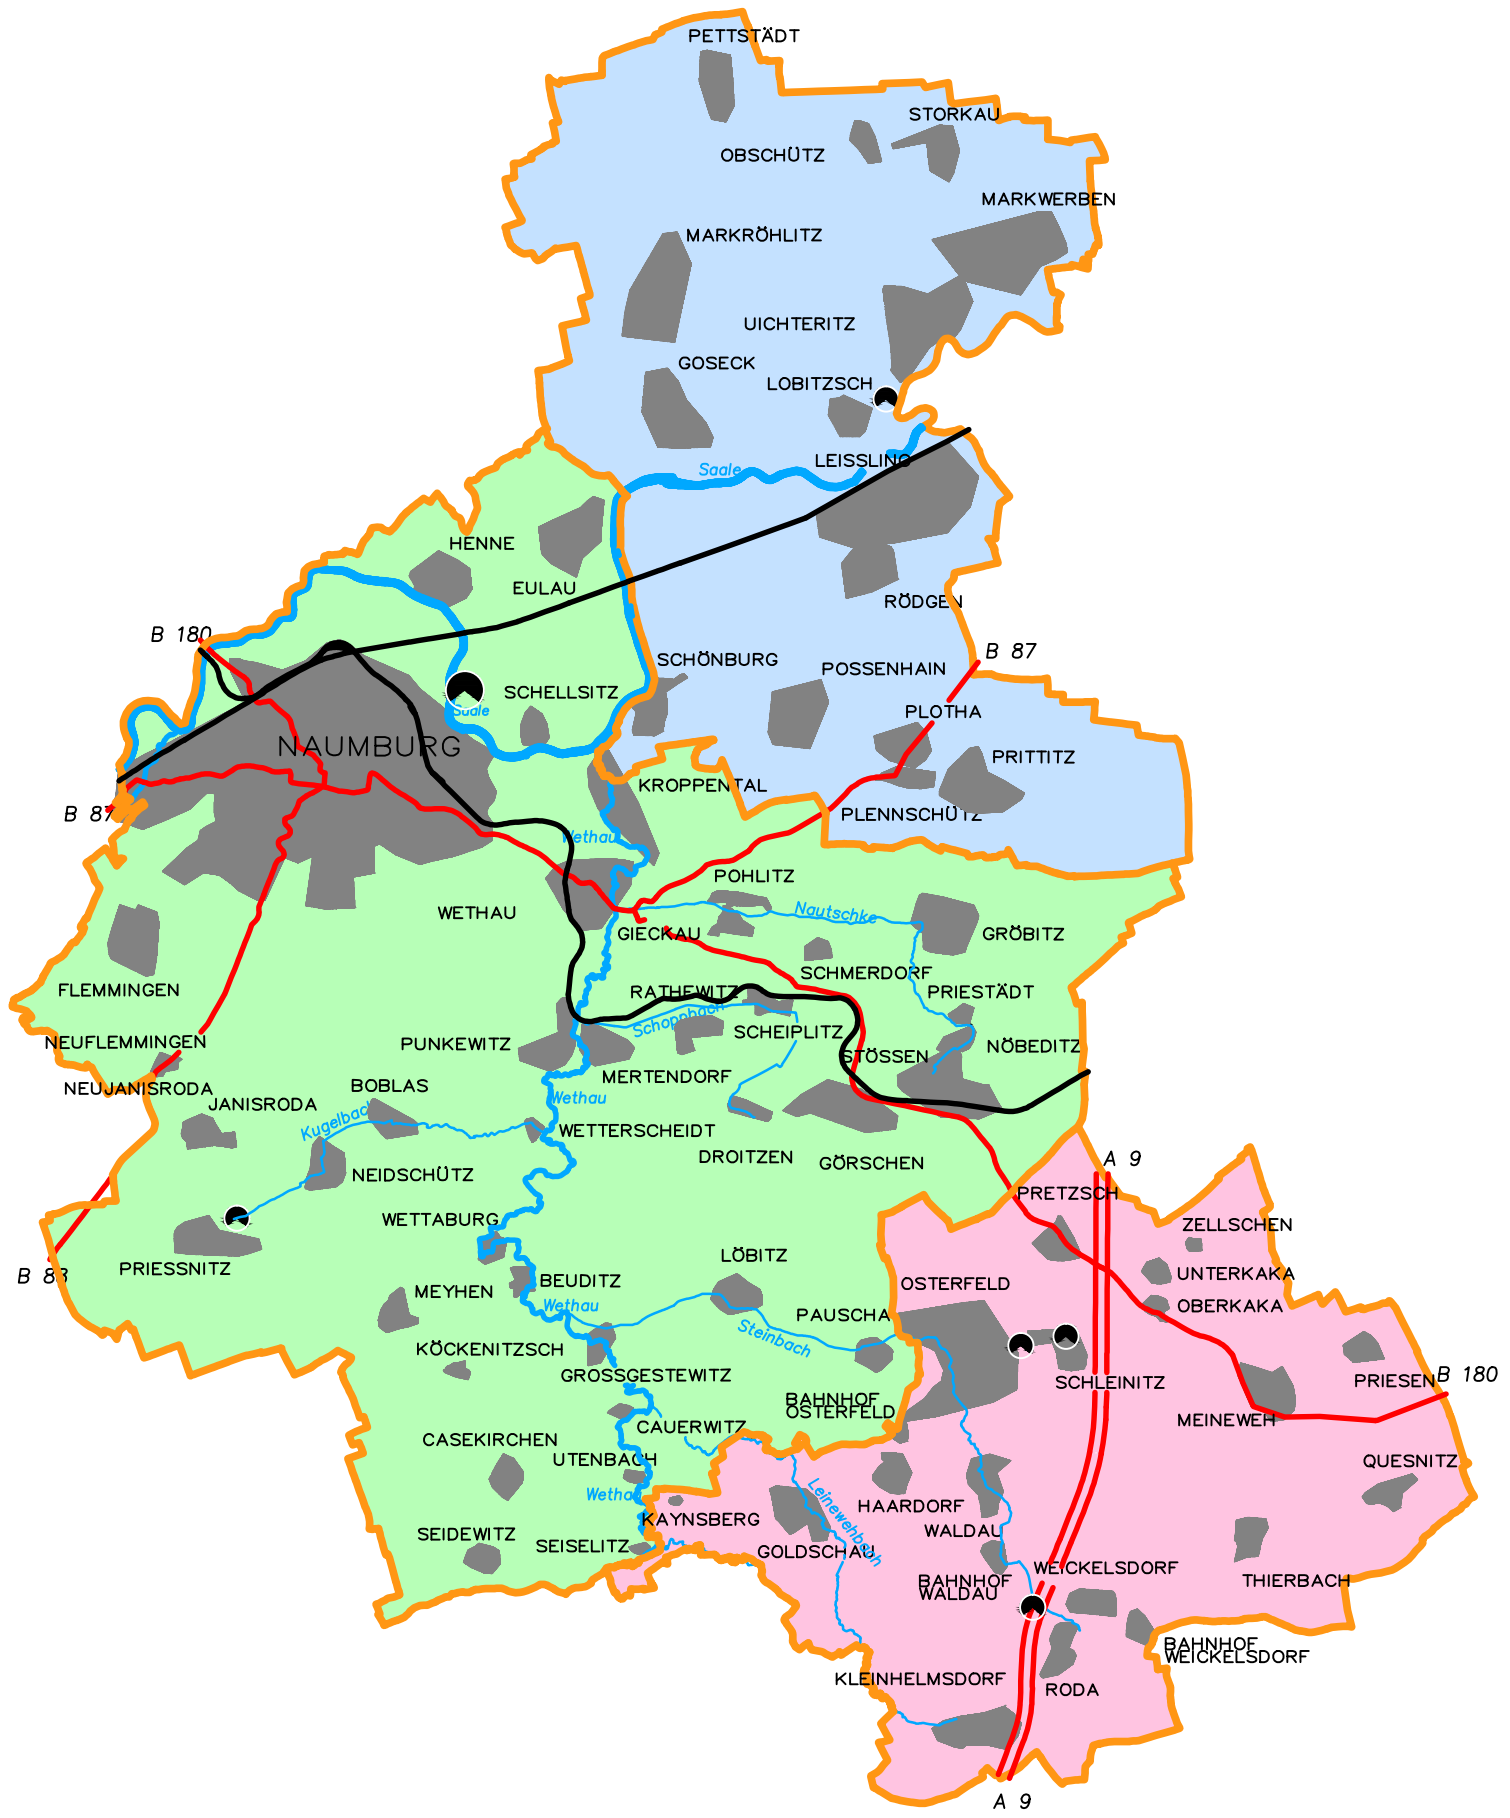 PETTSTÄDT
STORKAU
OBSCHÜTZ
MARKWERBEN
MARKRÖHLITZ
UICHTERITZ
GOSECK
LOBITZSCH
LEISSLING
Saale
HENNE
EULAU
RÖDGEN
B 180
B 87
SCHÖNBURG
POSSENHAIN
SCHELLSITZ
Saale
PLOTHA
NAUMBURG
PRITTITZ
KROPPENTAL
B 87
PLENNSCHÜTZ
Wethau
POHLITZ
WETHAU
Nautschke
GIECKAU
GRÖBITZ
SCHMERDORF
FLEMMINGEN
RATHEWITZ
PRIESTÄDT
Schoppbach
SCHEIPLITZ
NEUFLEMMINGEN
PUNKEWITZ
NÖBEDITZ
STÖSSEN
MERTENDORF
NEUJANISRODA
BOBLAS
Wethau
JANISRODA
Kugelbach
WETTERSCHEIDT
DROITZEN
GÖRSCHEN
A 9
NEIDSCHÜTZ
PRETZSCH
WETTABURG
ZELLSCHEN
LÖBITZ
PRIESSNITZ
B 88
UNTERKAKA
BEUDITZ
OSTERFELD
MEYHEN
Wethau
OBERKAKA
PAUSCHA
Steinbach
KÖCKENITZSCH
GROSSGESTEWITZ
SCHLEINITZ
PRIESEN
B 180
BAHNHOF
OSTERFELD
MEINEWEH
CAUERWITZ
CASEKIRCHEN
UTENBACH
QUESNITZ
Wethau
Leinewehbach
HAARDORF
KAYNSBERG
SEIDEWITZ
WALDAU
SEISELITZ
GOLDSCHAU
WEICKELSDORF
BAHNHOF
WALDAU
THIERBACH
BAHNHOF
WEICKELSDORF
KLEINHELMSDORF
RODA
A 9